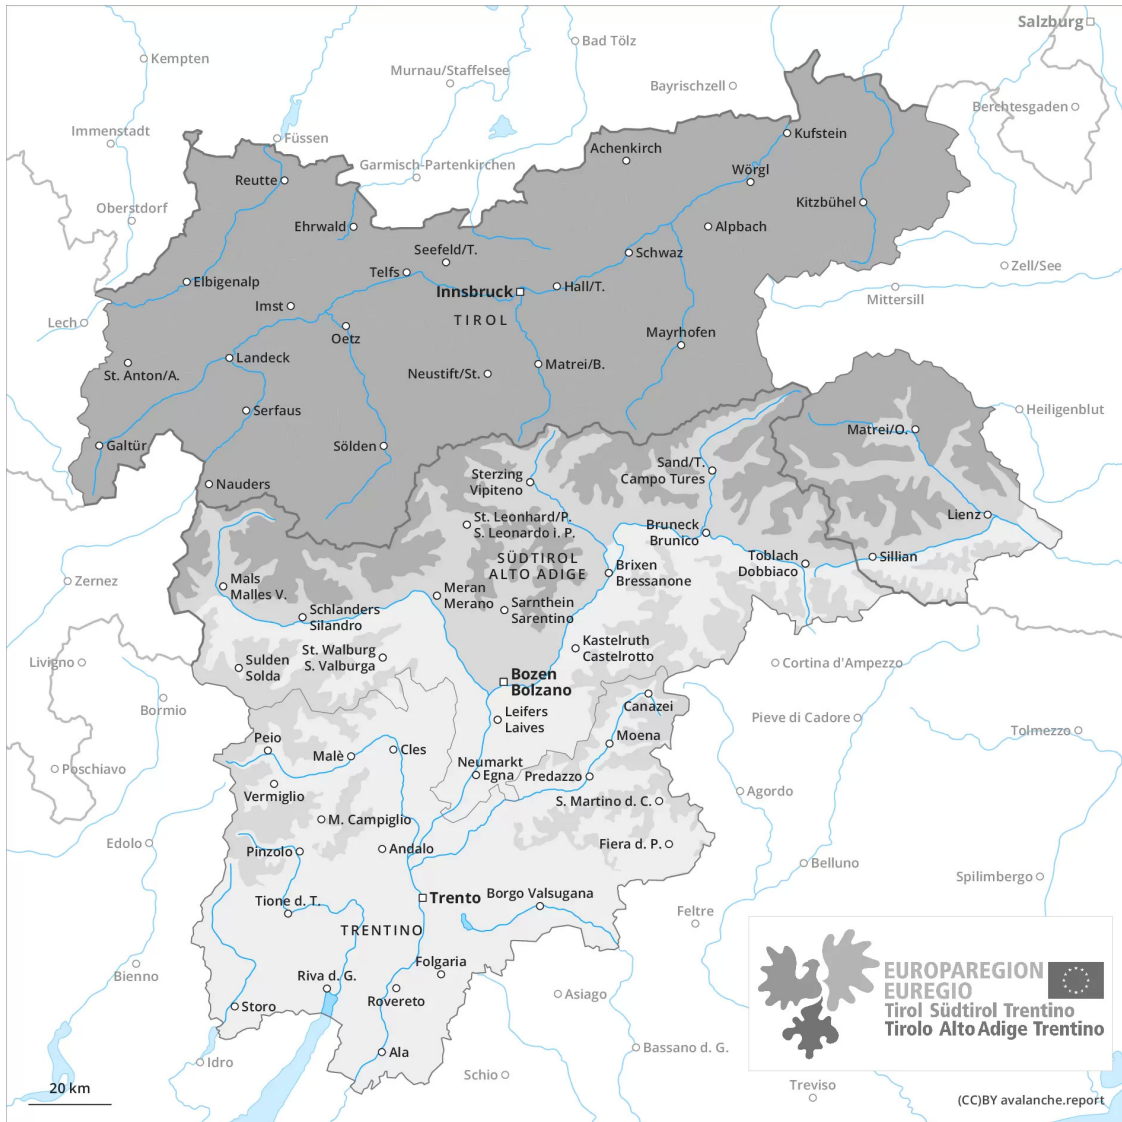 Salzburg
Bad Tölz
Kempten
Murnau/Staffelsee
Bayrischzell
Berchtesgaden
Immenstadt
Füssen
Kufstein
Achenkirch
Garmisch-Partenkirchen
Wörgl
Reutte
Oberstdorf
Kitzbühel
Ehrwald
Alpbach
Seefeld/T.
Schwaz
Telfs
Zell/See
Elbigenalp
Hall/T.
Innsbruck
Mittersill
Imst
TIROL
Lech
Oetz
Mayrhofen
Landeck
Matrei/B.
St. Anton/A.
Neustift/St.
Serfaus
Heiligenblut
Matrei/O.
Galtür
Sölden
Sand/T.
Campo Tures
Sterzing
Vipiteno
Nauders
St. Leonhard/P.
S. Leonardo i. P.
Lienz
Bruneck
Brunico
SÜDTIROL
ALTO ADIGE
Toblach
Dobbiaco
Sillian
Brixen
Bressanone
Zernez
Mals
Malles V.
Meran
Merano
Sarnthein
Sarentino
Schlanders
Silandro
Kastelruth
Castelrotto
St. Walburg
S. Valburga
Livigno
Sulden
Solda
Cortina d'Ampezzo
Bozen
Bolzano
Canazei
Bormio
Leifers
Laives
Pieve di Cadore
Tolmezzo
Peio
Moena
Cles
Malè
Neumarkt
Egna
Predazzo
Poschiavo
Vermiglio
Agordo
S. Martino d. C.
M. Campiglio
Edolo
Fiera d. P.
Pinzolo
Andalo
Belluno
Spilimbergo
Trento
Borgo Valsugana
Tione d. T.
Feltre
TRENTINO
Folgaria
Bienno
Riva d. G.
Rovereto
Asiago
Storo
EUROPAREGION
EUREGIO
Tirol Südtirol Trentino
Tirolo Alto Adige Trentino
Ala
Bassano d. G.
Idro
Schio
Treviso
20 km
(CC)BY avalanche.report